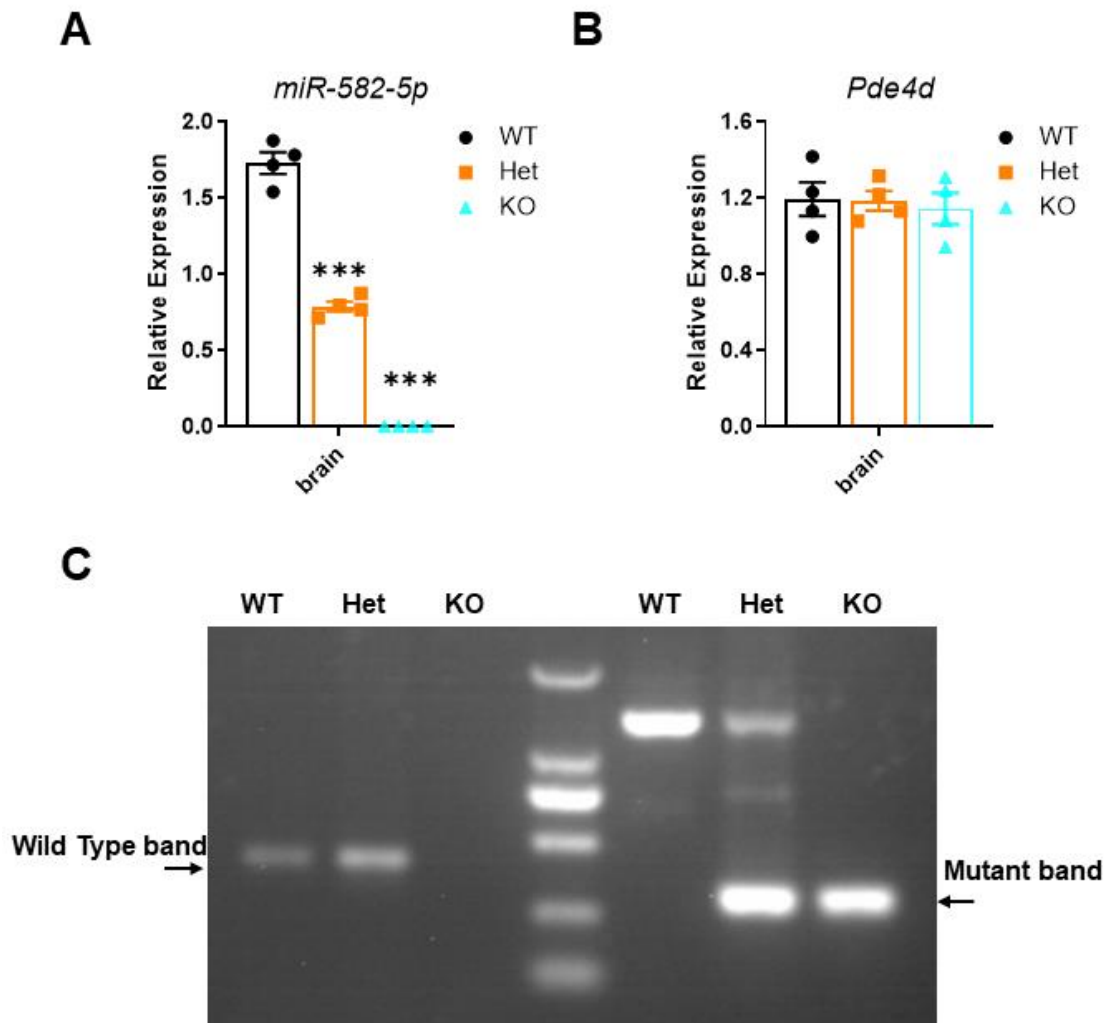 A
miR-582-5p
Relative Expression
2.0
1.5
1.0
0.5
0.0
***
***
brain
WT
Het
KO
B
Pde4d
Relative Expression
1.6
1.2
0.8
0.4
0.0
brain
WT
Het
KO
C
WT Het KO WT Het KO
Wild Type band
Mutant band